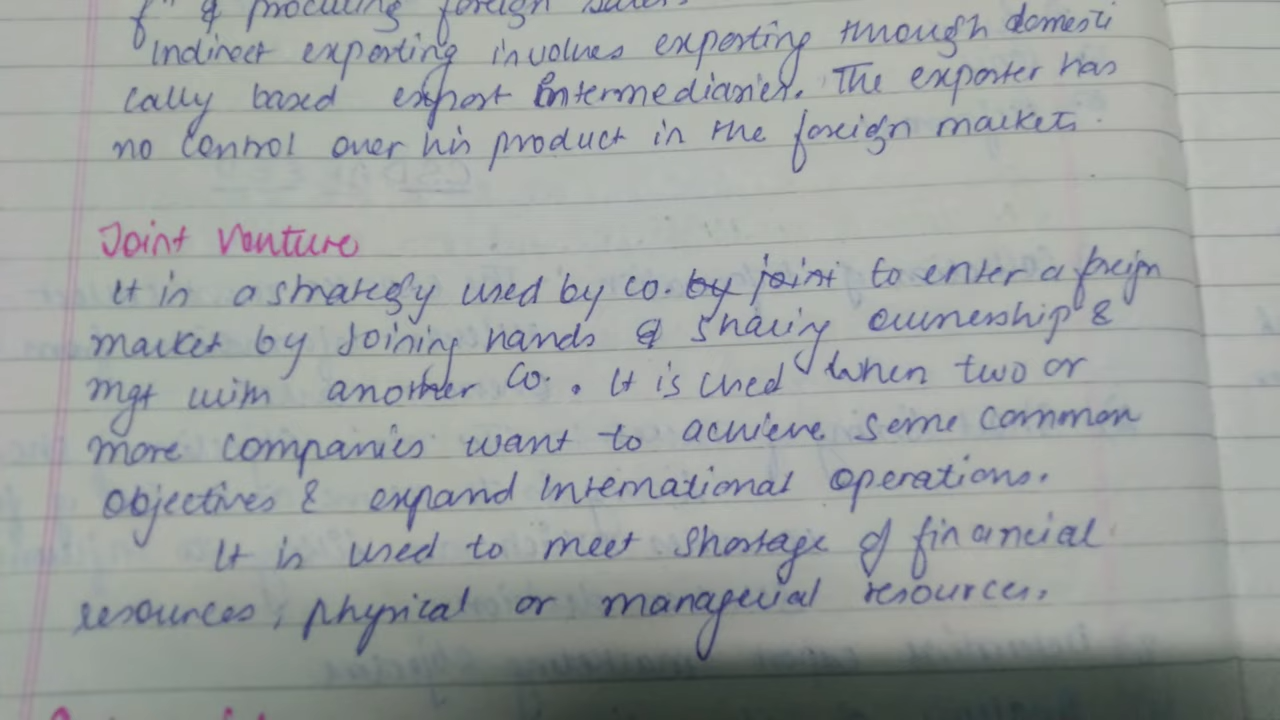 & procuring foreign
Indirect exporting involves exporting through domesti
cally based export intermediaries. The exporter has
no control over his product in the foreign market.
Joint Venture
It is a strategy used by co. by joint to enter a foreign
market by Joining hands & sharing ownership &
mgt with another Co. . It is used when two or
more companies want to achieve some common
objectives & expand International operations.
It is used to meet shortage of financial
resources, physical or managerial resources.